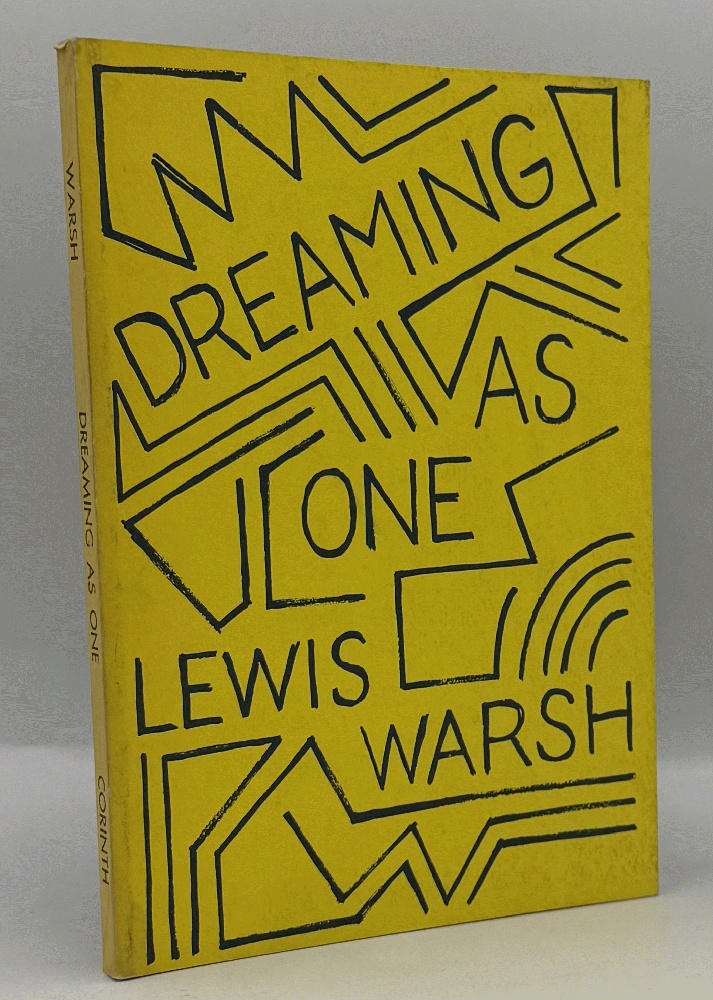 DREAMING
AS
ONE
LEWIS
WARSH
WARSH DREAMING AS ONE CORINTH